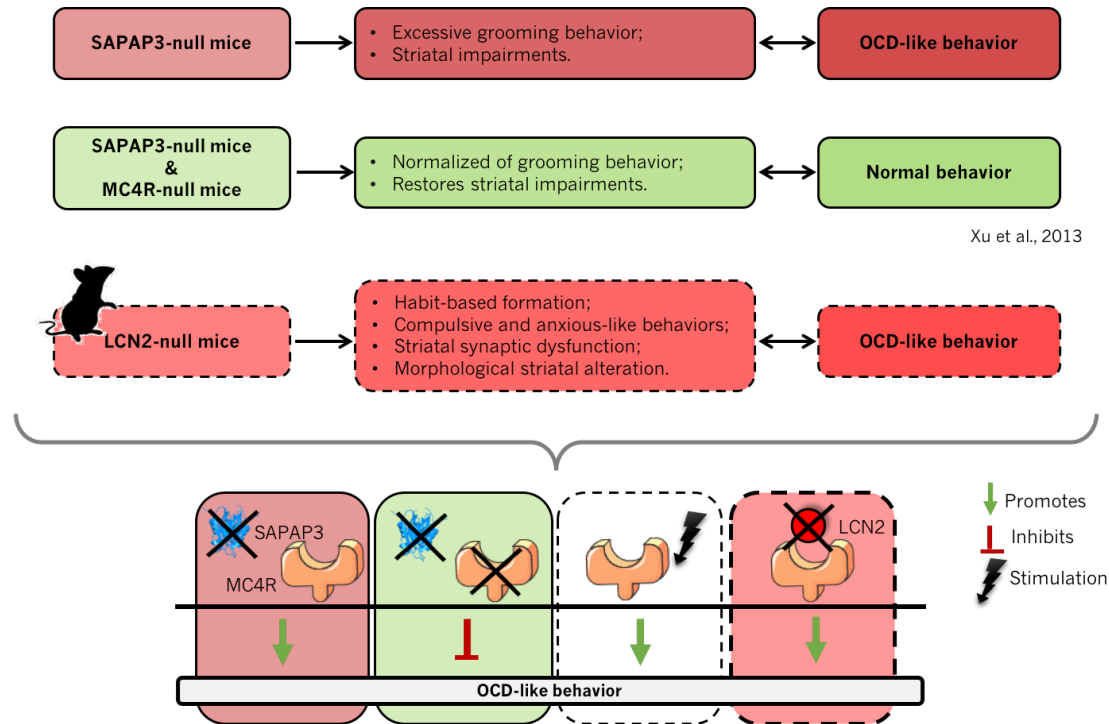 SAPAP3-null mice
• Excessive grooming behavior;
• Striatal impairments.
OCD-like behavior
SAPAP3-null mice
&
MC4R-null mice
• Normalized of grooming behavior;
• Restores striatal impairments.
Normal behavior
Xu et al., 2013
LCN2-null mice
• Habit-based formation;
• Compulsive and anxious-like behaviors;
• Striatal synaptic dysfunction;
• Morphological striatal alteration.
OCD-like behavior
SAPAP3
MC4R
LCN2
Promotes
Inhibits
Stimulation
OCD-like behavior